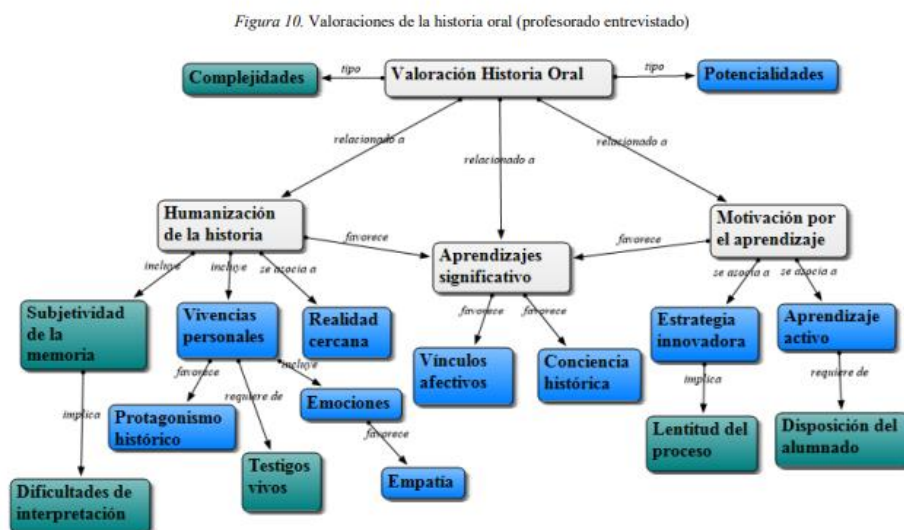 Figura 10. Valoraciones de la historia oral (profesorado entrevistado)
Complejidades
tipo
Valoración Historia Oral
tipo
Potencialidades
relacionado a
relacionado a
relacionado a
Humanización
de la historia
favorece
Aprendizajes
significativo
favorece
Motivación por
el aprendizaje
incluye
incluye
se asocia a
favorece
favorece
se asocia a
se asocia a
Subjetividad
de la
memoria
Vivencias
personales
Realidad
cercana
Vínculos
afectivos
Conciencia
histórica
Estrategia
innovadora
Aprendizaje
activo
favorece
requiere de
incluye
implica
requiere de
implica
Protagonismo
histórico
Emociones
favorece
Lentitud del
proceso
Disposición del
alumnado
Dificultades de
interpretación
Testigos
vivos
Empatía